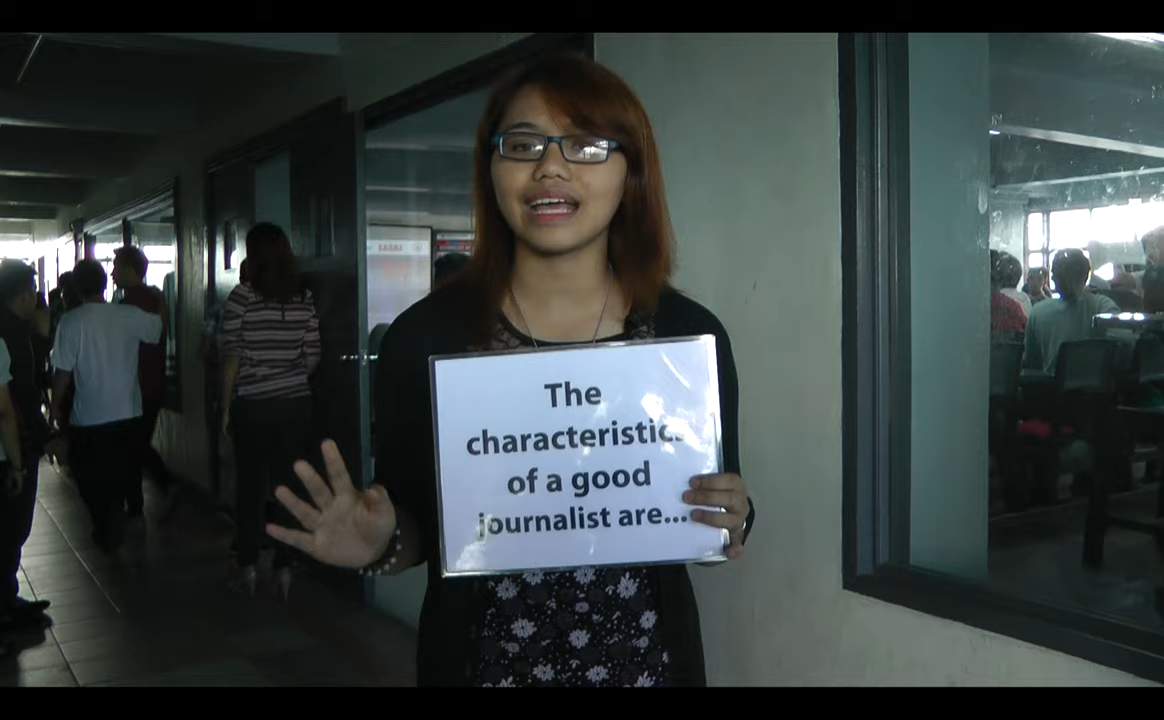 The
characteristics
of a good
journalist are...